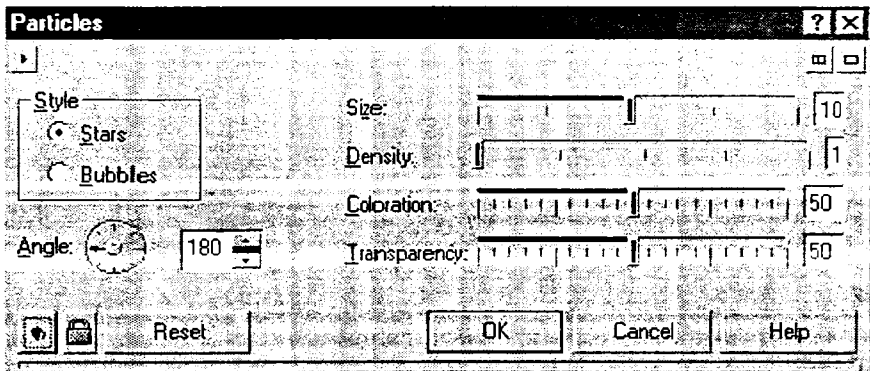 Particles
Style
Stars
Bubbles
Angle: 180
Size: 10
Density: 1
Coloration: 50
Transparency: 50
Reset OK Cancel Help